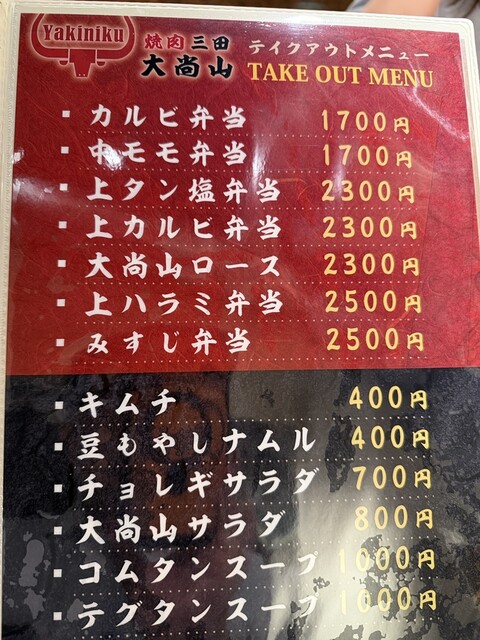 Yakiniku
焼肉 三田 大尚山
テイクアウトメニュー
TAKE OUT MENU
カルビ弁当 1700円
中モモ弁当 1700円
上タン塩弁当 2300円
上カルビ弁当 2300円
大尚山ロース 2300円
上ハラミ弁当 2500円
みすじ弁当 2500円
キムチ 400円
豆もやしナムル 400円
チョレギサラダ 700円
大尚山サラダ 800円
コムタンスープ 1000円
テグタンスープ 1000円